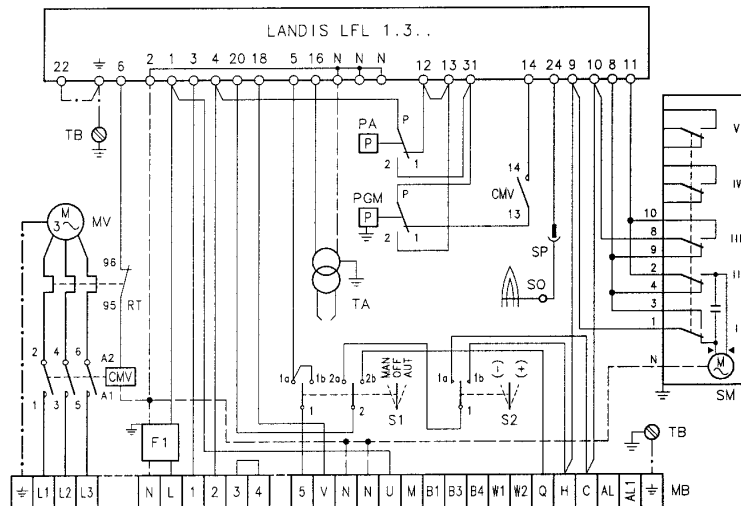 LANDIS LFL 1.3..
22 6 2 1 3 4 20 18 5 16 N N N 12 13 31 14 24 9 10 8 11
TB
PA P P 2 1
PGM P P 2 1
14 CMV 13
SP
SQ
TA
M 3 MV
96
95 RT
2 4 6 A2
CMV
1 3 5 A1
F1
1a 1b 2a 2b MAN OFF AUT
1 2 S1
1a 1b (-) (+)
1 S2
V
IV
10
8 III
9
2 II
4
3
1 I
N M
SM
TB
L1 L2 L3 N L 1 2 3 4 5 V N N U M B1 B3 B4 W1 W2 Q H C AL AL1 MB